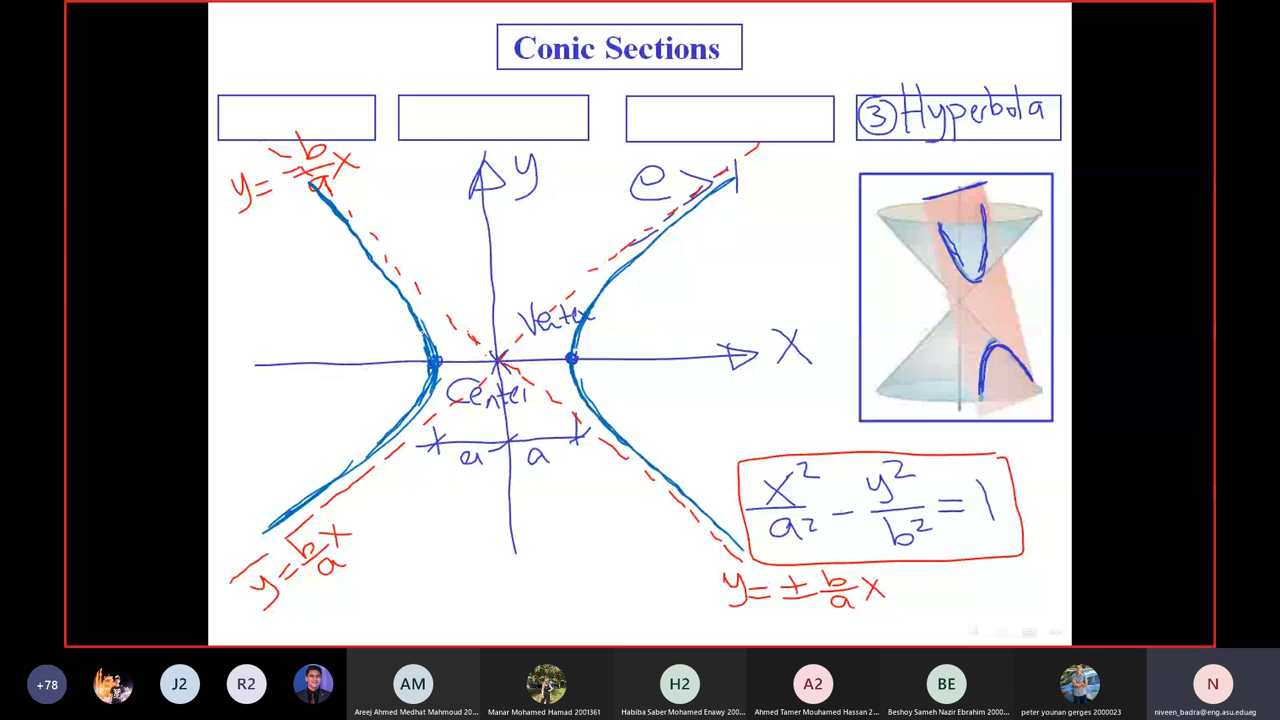 Conic Sections
③ Hyperbola
y = -b/a x
y
e > 1
Vertex
x
Center
a
a
x²/a² - y²/b² = 1
y = b/a x
y = ± b/a x
+78
J2
R2
AM
H2
A2
BE
N
Areej Ahmed Medhat Mahmoud 20...
Manar Mohamed Hamad 2001361
Habiba Saber Mohamed Enawy 200...
Ahmed Tamer Mouhamed Hassan 2...
Beshoy Sameh Nazir Ebrahim 2000...
peter younan gerges 2000023
niveen_badra@eng.asu.edu.eg